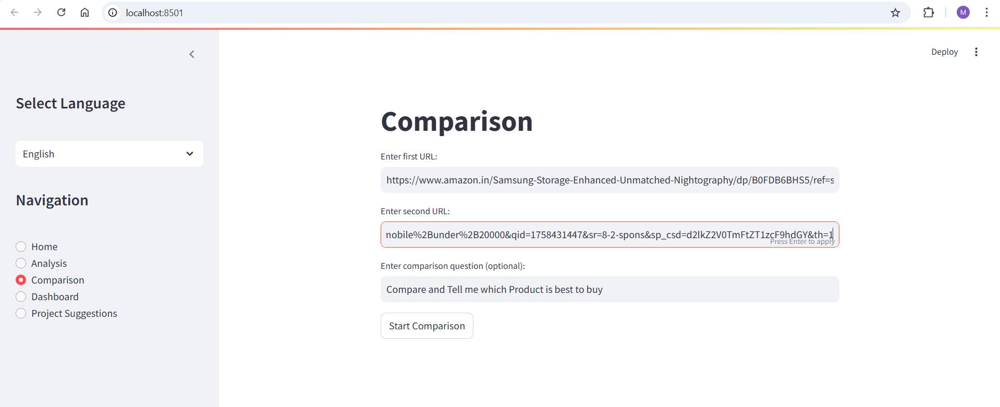 localhost:8501
M
Deploy
Select Language
English
Navigation
Home
Analysis
Comparison
Dashboard
Project Suggestions
Comparison
Enter first URL:
https://www.amazon.in/Samsung-Storage-Enhanced-Unmatched-Nightography/dp/B0FDB6BHS5/ref=s
Enter second URL:
mobile%2Bunder%2B20000&qid=1758431447&sr=8-2-spons&sp_csd=d2lkZ2V0TmFtZT1zcF9hdGY&th=1
Press Enter to apply
Enter comparison question (optional):
Compare and Tell me which Product is best to buy
Start Comparison